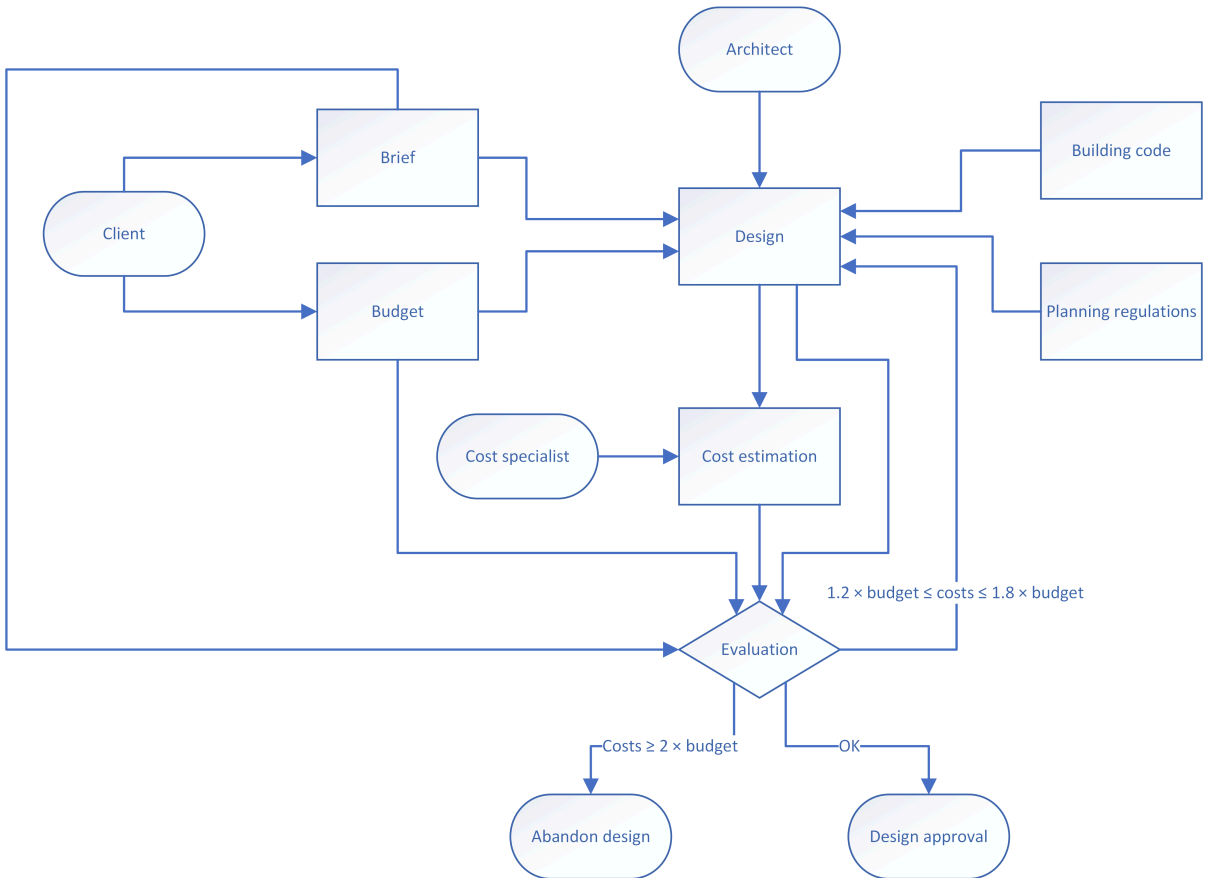 Architect
Brief
Building code
Client
Design
Budget
Planning regulations
Cost specialist
Cost estimation
1.2 × budget ≤ costs ≤ 1.8 × budget
Evaluation
Costs ≥ 2 × budget
OK
Abandon design
Design approval